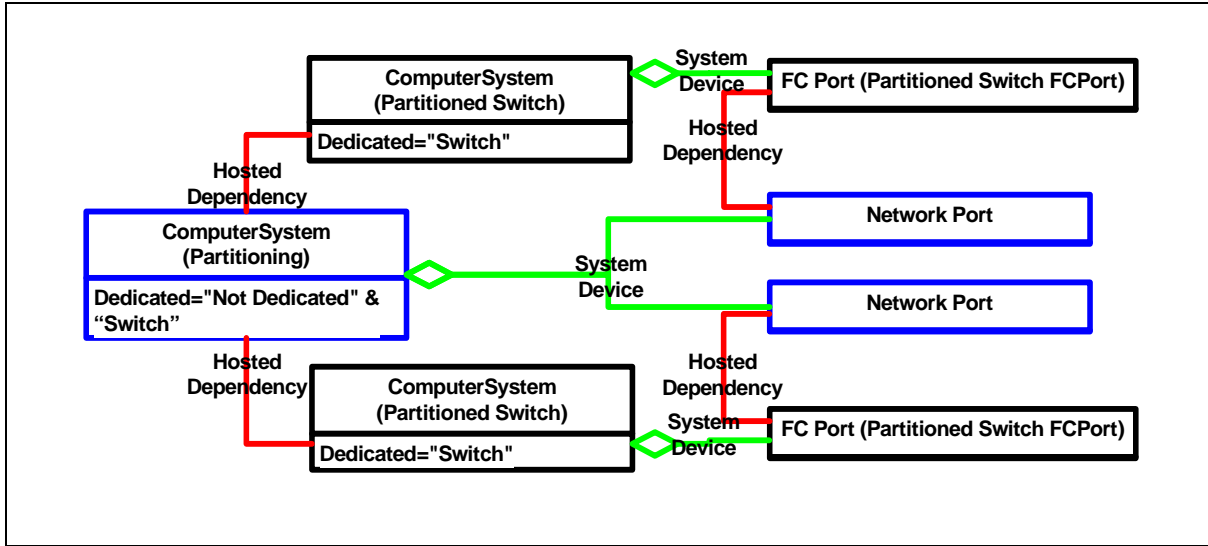 ComputerSystem
(Partitioned Switch)
Dedicated="Switch"
System
Device
FC Port (Partitioned Switch FCPort)
Hosted
Dependency
Hosted
Dependency
Network Port
ComputerSystem
(Partitioning)
Dedicated="Not Dedicated" &
“Switch”
System
Device
Network Port
Hosted
Dependency
Hosted
Dependency
ComputerSystem
(Partitioned Switch)
Dedicated="Switch"
System
Device
FC Port (Partitioned Switch FCPort)